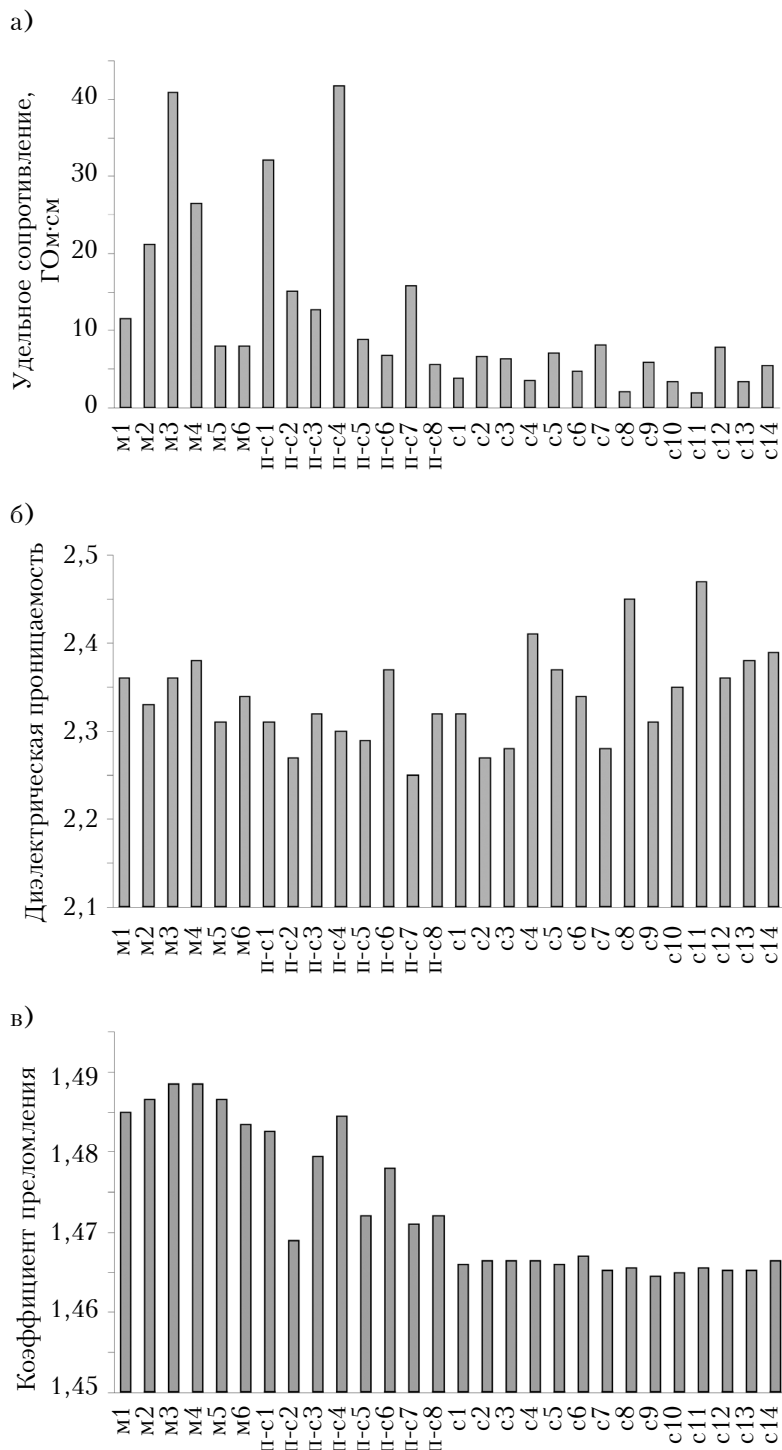 а)
Удельное сопротивление,
ГОм·см
40
30
20
10
0
м1 м2 м3 м4 м5 м6 п-с1 п-с2 п-с3 п-с4 п-с5 п-с6 п-с7 п-с8 с1 с2 с3 с4 с5 с6 с7 с8 с9 с10 с11 с12 с13 с14
б)
Диэлектрическая проницаемость
2,5
2,4
2,3
2,2
2,1
м1 м2 м3 м4 м5 м6 п-с1 п-с2 п-с3 п-с4 п-с5 п-с6 п-с7 п-с8 с1 с2 с3 с4 с5 с6 с7 с8 с9 с10 с11 с12 с13 с14
в)
Коэффициент преломления
1,49
1,48
1,47
1,46
1,45
м1 м2 м3 м4 м5 м6 п-с1 п-с2 п-с3 п-с4 п-с5 п-с6 п-с7 п-с8 с1 с2 с3 с4 с5 с6 с7 с8 с9 с10 с11 с12 с13 с14